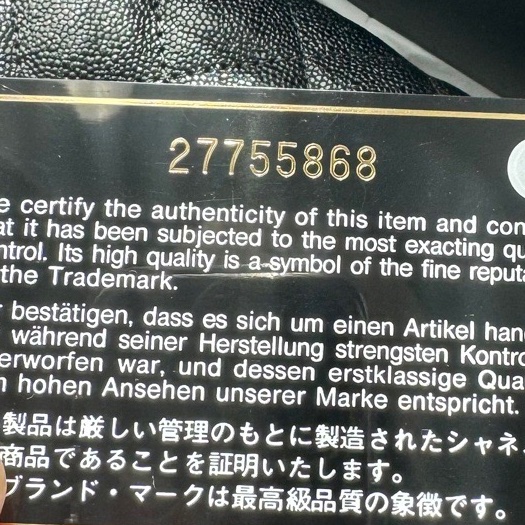 27755868
e certify the authenticity of this item and con
at it has been subjected to the most exacting qu
ntrol. Its high quality is a symbol of the fine reputa
the Trademark.
r bestätigen, dass es sich um einen Artikel han
während seiner Herstellung strengsten Kontro
erworfen war, und dessen erstklassige Qua
n hohen Ansehen unserer Marke entspricht.
製品は厳しい管理のもとに製造されたシャネ
商品であることを証明いたします。
ブランド・マークは最高級品質の象徴です。